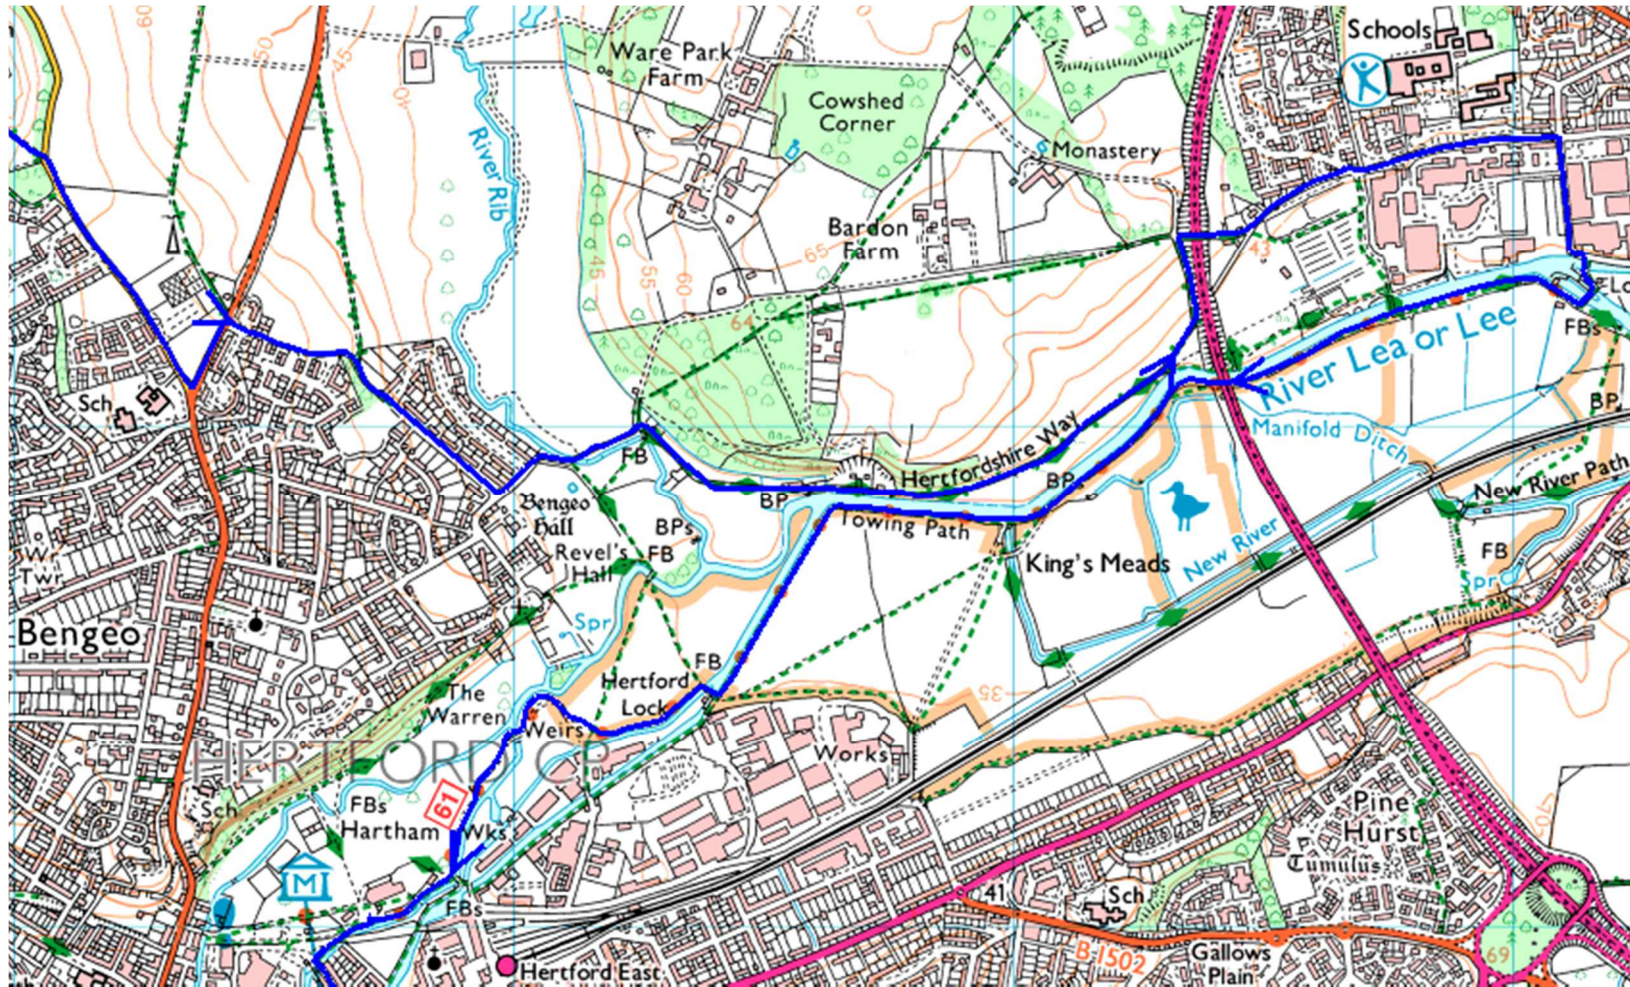 60
50
45
40
Ware Park
Farm
Cowshed
Corner
Schools
River Rib
Monastery
Bardon
Farm
65
45
55
60
64
43
Sch
River Lea or Lee
Manifold Ditch
FBs
BP
FB
BP
Hertfordshire Way
BP
Towing Path
New River Path
Bengeo
Hall
BPs
Revel's
Hall
FB
King's Meads
New River
FB
Spr
Wr
Twr
Spr
Bengeo
FB
Hertford
Lock
35
The
Warren
Weirs
Works
HERTFORD CP
61
Sch
FBs
Hartham
Wks
Pine
Hurst
Tumulus
50
M
FBs
41
Sch
B 1502
Gallows
Plain
69
Hertford East